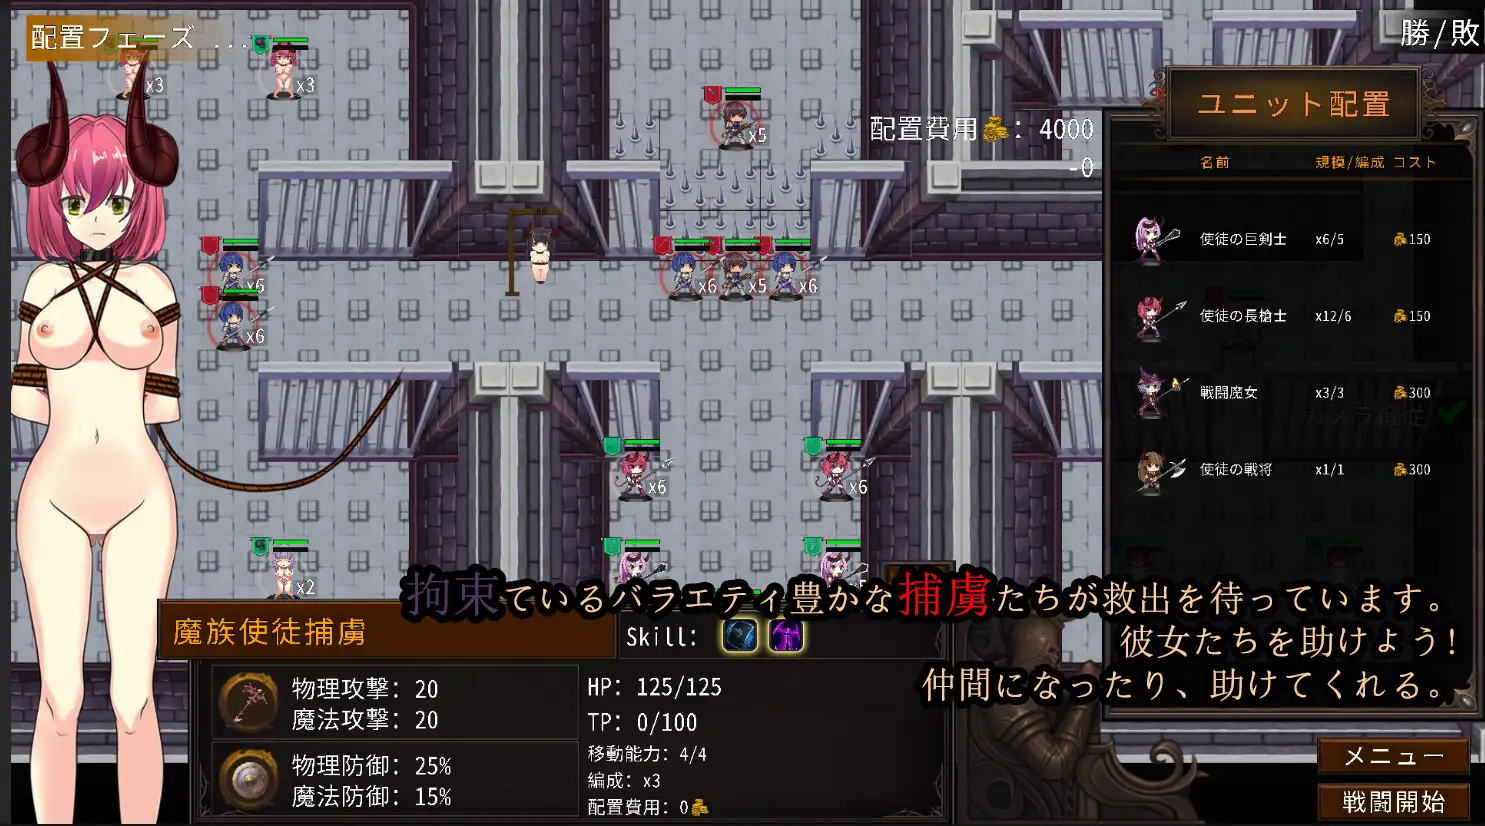 配置フェーズ ...
勝/敗
x3
x3
x5
配置費用 : 4000
-0
ユニット配置
名前 規模/編成 コスト
使徒の巨剣士 x6/5 150
使徒の長槍士 x12/6 150
戦闘魔女 x3/3 300
カメラ追従
使徒の戦将 x1/1 300
x6
x6
x5
x6
x6
x6
x6
x2
拘束ているバラエティ豊かな捕虜たちが救出を待っています。
彼女たちを助けよう!
仲間になったり、助けてくれる。
魔族使徒捕虜
Skill:
物理攻撃: 20
魔法攻撃: 20
物理防御: 25%
魔法防御: 15%
HP: 125/125
TP: 0/100
移動能力: 4/4
編成: x3
配置費用: 0
メニュー
戦闘開始